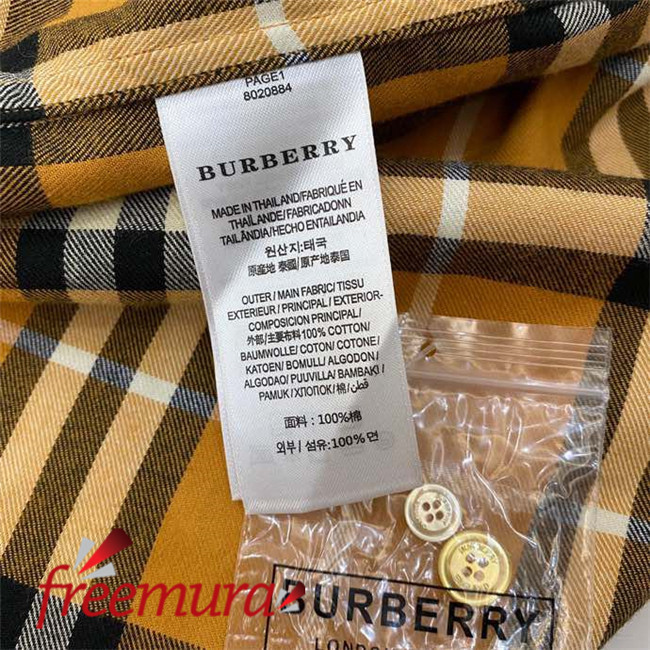 PAGE1
8020884
BURBERRY
MADE IN THAILAND/FABRIQUÉ EN
THAÏLANDE/FABRICADONN
TAILÂNDIA/HECHO ENTAILANDIA
원산지:태국
原産地 泰國/原产地泰国
OUTER / MAIN FABRIC/ TISSU
EXTERIEUR / PRINCIPAL / EXTERIOR-
COMPOSICION PRINCIPAL /
外部/主要布料100% COTTON/
BAUMWOLLE/ COTON/ COTONE/
KATOEN/ BOMULL/ ALGODON/
ALGODAO/ PUUVILLA/ BAMBAKI/
PAMUK / ХЛОПОК / 棉/ قطن/
面料：100%棉
외부/ 섬유:100% 면
BURBERRY
BURBERRY
LONDON
freemura